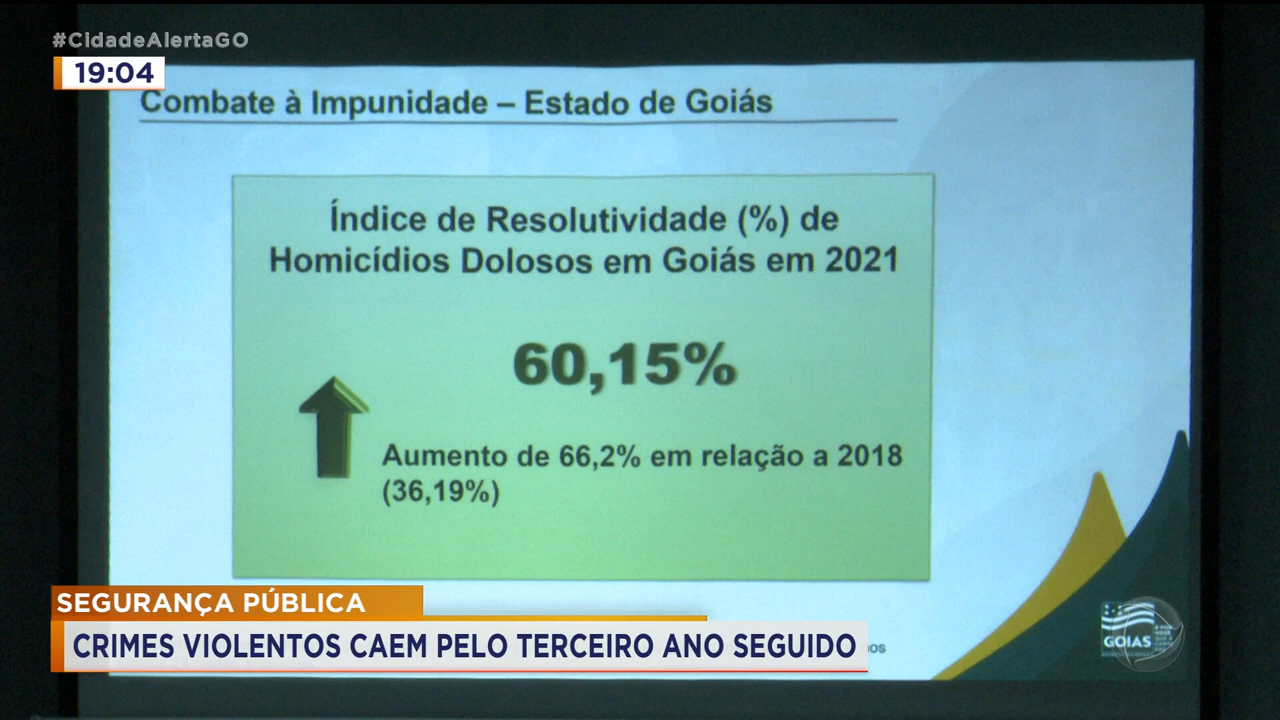 #CidadeAlertaGO
19:04
Combate à Impunidade – Estado de Goiás
Índice de Resolutividade (%) de
Homicídios Dolosos em Goiás em 2021
60,15%
Aumento de 66,2% em relação a 2018
(36,19%)
SEGURANÇA PÚBLICA
CRIMES VIOLENTOS CAEM PELO TERCEIRO ANO SEGUIDO
GOIAS